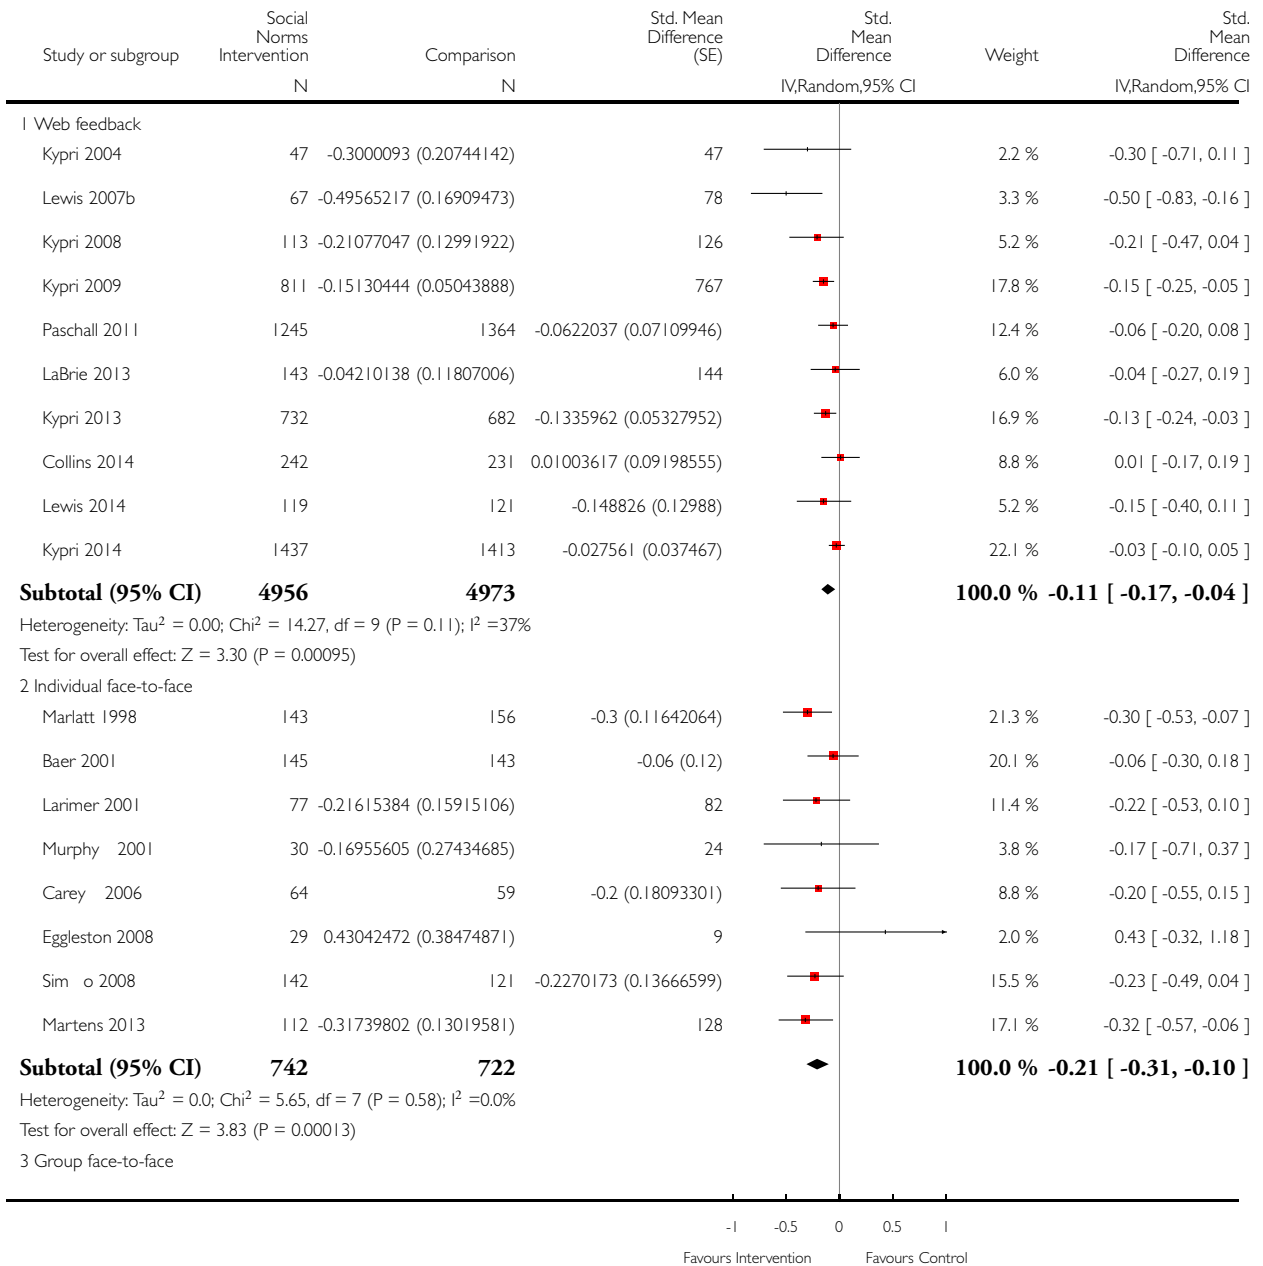 Study or subgroup Social Norms Intervention Comparison Std. Mean Difference (SE) Std. Mean Difference Weight Std. Mean Difference
N N IV,Random,95% CI IV,Random,95% CI
1 Web feedback
Kypri 2004 47 -0.3000093 (0.20744142) 47 2.2 % -0.30 [ -0.71, 0.11 ]
Lewis 2007b 67 -0.49565217 (0.16909473) 78 3.3 % -0.50 [ -0.83, -0.16 ]
Kypri 2008 113 -0.21077047 (0.12991922) 126 5.2 % -0.21 [ -0.47, 0.04 ]
Kypri 2009 811 -0.15130444 (0.05043888) 767 17.8 % -0.15 [ -0.25, -0.05 ]
Paschall 2011 1245 1364 -0.0622037 (0.07109946) 12.4 % -0.06 [ -0.20, 0.08 ]
LaBrie 2013 143 -0.04210138 (0.11807006) 144 6.0 % -0.04 [ -0.27, 0.19 ]
Kypri 2013 732 682 -0.1335962 (0.05327952) 16.9 % -0.13 [ -0.24, -0.03 ]
Collins 2014 242 231 0.01003617 (0.09198555) 8.8 % 0.01 [ -0.17, 0.19 ]
Lewis 2014 119 121 -0.148826 (0.12988) 5.2 % -0.15 [ -0.40, 0.11 ]
Kypri 2014 1437 1413 -0.027561 (0.037467) 22.1 % -0.03 [ -0.10, 0.05 ]
Subtotal (95% CI) 4956 4973 100.0 % -0.11 [ -0.17, -0.04 ]
Heterogeneity: Tau² = 0.00; Chi² = 14.27, df = 9 (P = 0.11); I² =37%
Test for overall effect: Z = 3.30 (P = 0.00095)
2 Individual face-to-face
Marlatt 1998 143 156 -0.3 (0.11642064) 21.3 % -0.30 [ -0.53, -0.07 ]
Baer 2001 145 143 -0.06 (0.12) 20.1 % -0.06 [ -0.30, 0.18 ]
Larimer 2001 77 -0.21615384 (0.15915106) 82 11.4 % -0.22 [ -0.53, 0.10 ]
Murphy 2001 30 -0.16955605 (0.27434685) 24 3.8 % -0.17 [ -0.71, 0.37 ]
Carey 2006 64 59 -0.2 (0.18093301) 8.8 % -0.20 [ -0.55, 0.15 ]
Eggleston 2008 29 0.43042472 (0.38474871) 9 2.0 % 0.43 [ -0.32, 1.18 ]
Sim o 2008 142 121 -0.2270173 (0.13666599) 15.5 % -0.23 [ -0.49, 0.04 ]
Martens 2013 112 -0.31739802 (0.13019581) 128 17.1 % -0.32 [ -0.57, -0.06 ]
Subtotal (95% CI) 742 722 100.0 % -0.21 [ -0.31, -0.10 ]
Heterogeneity: Tau² = 0.0; Chi² = 5.65, df = 7 (P = 0.58); I² =0.0%
Test for overall effect: Z = 3.83 (P = 0.00013)
3 Group face-to-face
-1 -0.5 0 0.5 1
Favours Intervention Favours Control